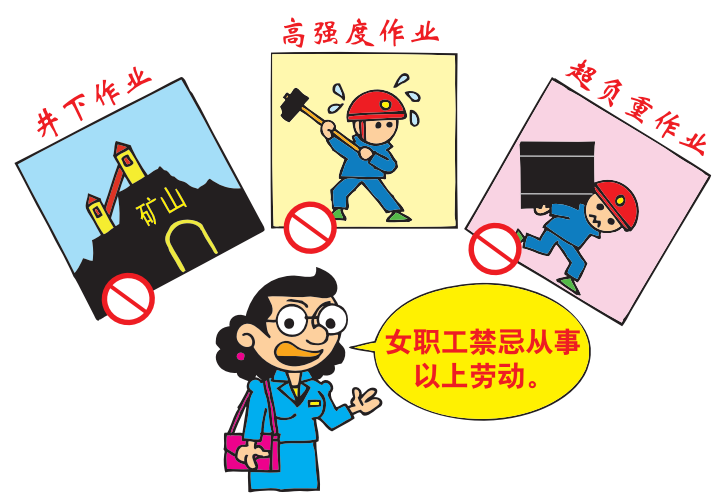 井下作业
高强度作业
超负重作业
矿山
女职工禁忌从事
以上劳动。